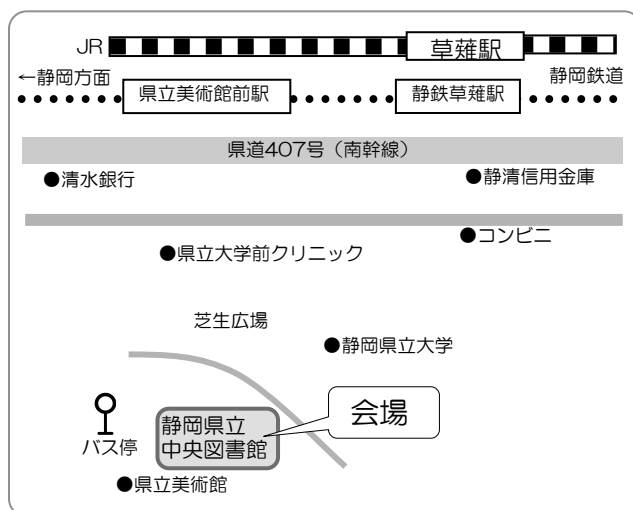 JR
草薙駅
←静岡方面
静岡鉄道
県立美術館前駅
静鉄草薙駅
県道407号（南幹線）
●清水銀行
●静清信用金庫
●コンビニ
●県立大学前クリニック
芝生広場
●静岡県立大学
会場
静岡県立
中央図書館
バス停
●県立美術館